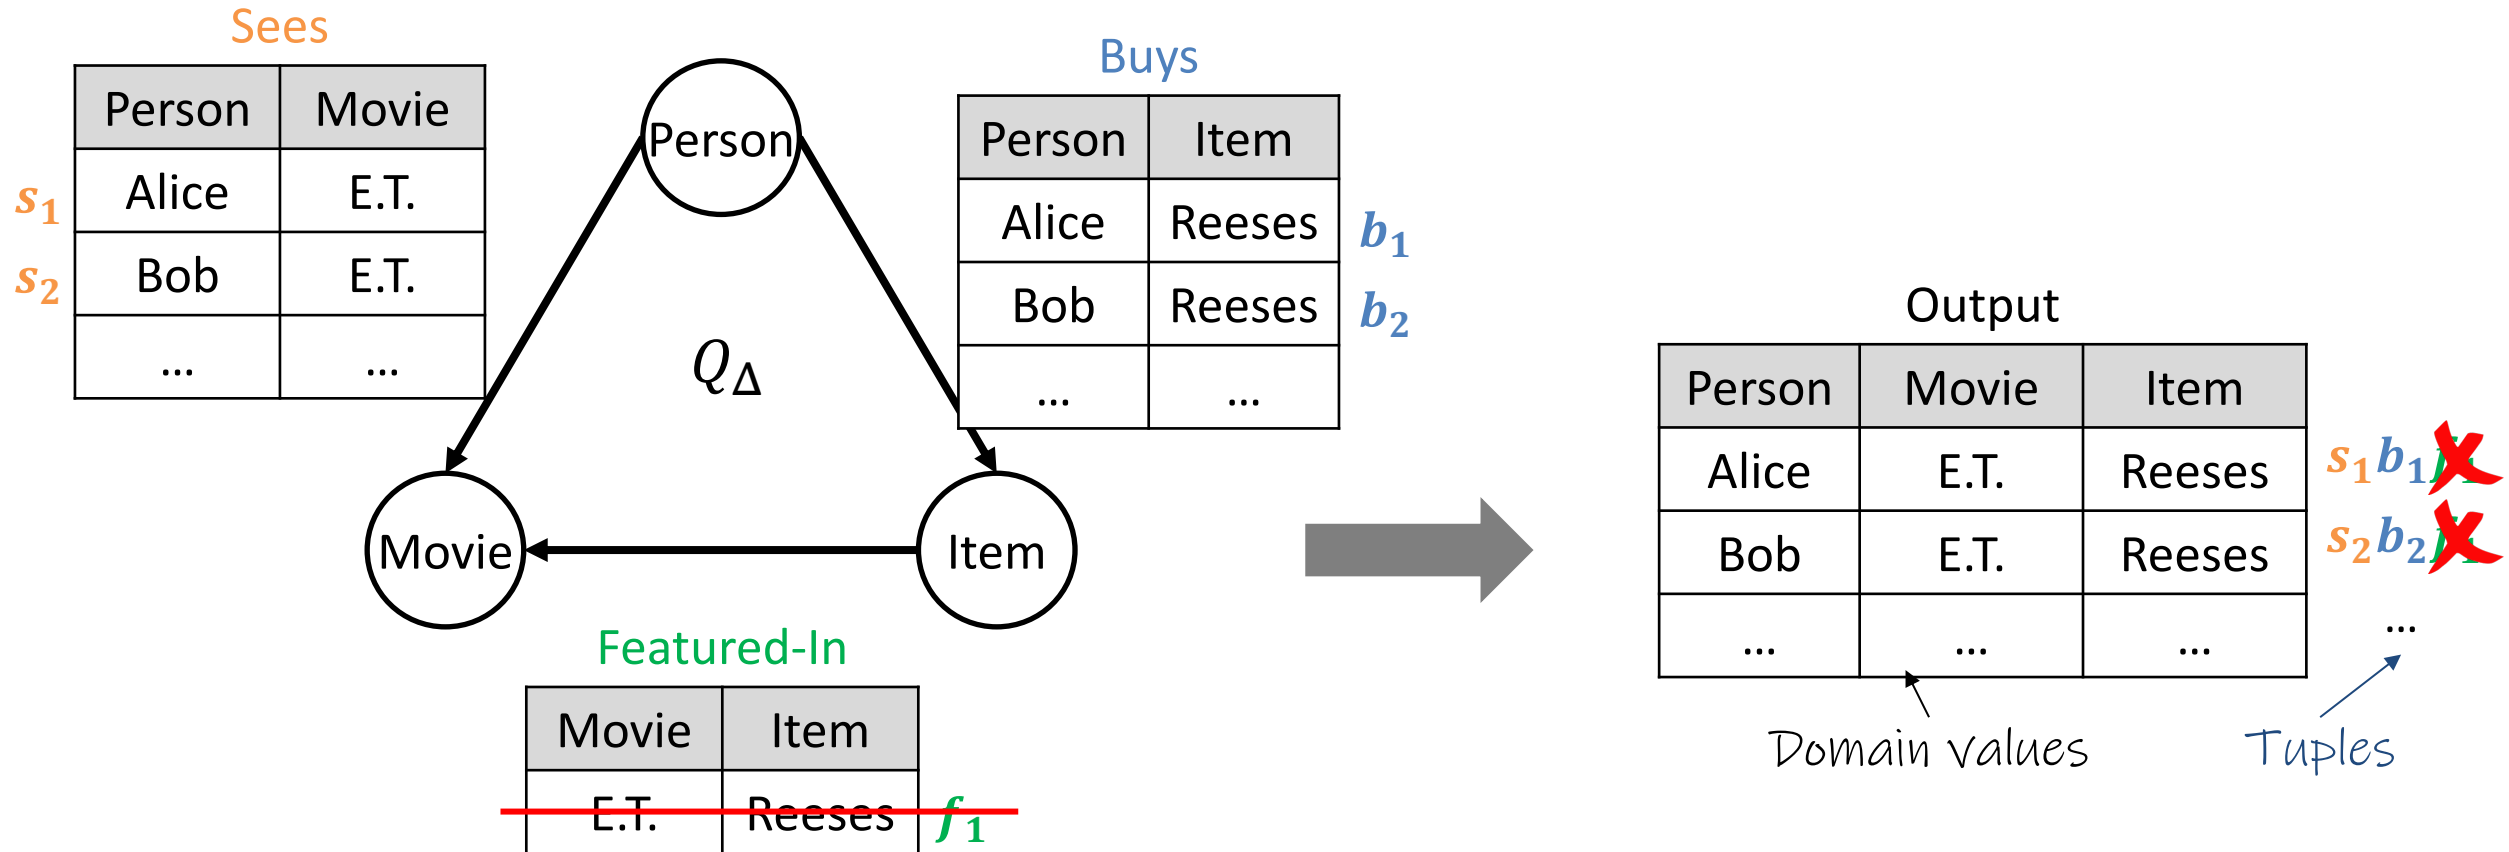 Sees
Person Movie
s1 Alice E.T.
s2 Bob E.T.
... ...
Person
Movie
Item
QΔ
Buys
Person Item
Alice Reeses b1
Bob Reeses b2
... ...
Featured-In
Movie Item
E.T. Reeses f1
Output
Person Movie Item
Alice E.T. Reeses s1b1
Bob E.T. Reeses s2b2
... ... ... ...
Domain values
Tuples